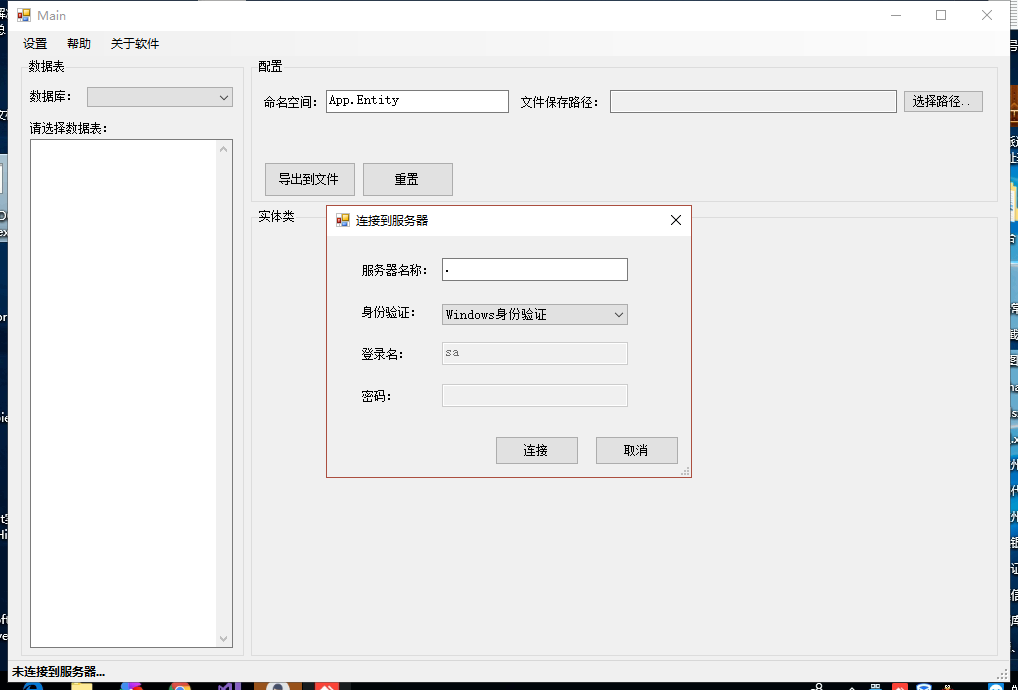 Main
设置 帮助 关于软件
数据表
数据库：
请选择数据表：
配置
命名空间： App.Entity 文件保存路径： 选择路径..
导出到文件 重置
实体类
连接到服务器
服务器名称： .
身份验证： Windows身份验证
登录名： sa
密码：
连接 取消
未连接到服务器...